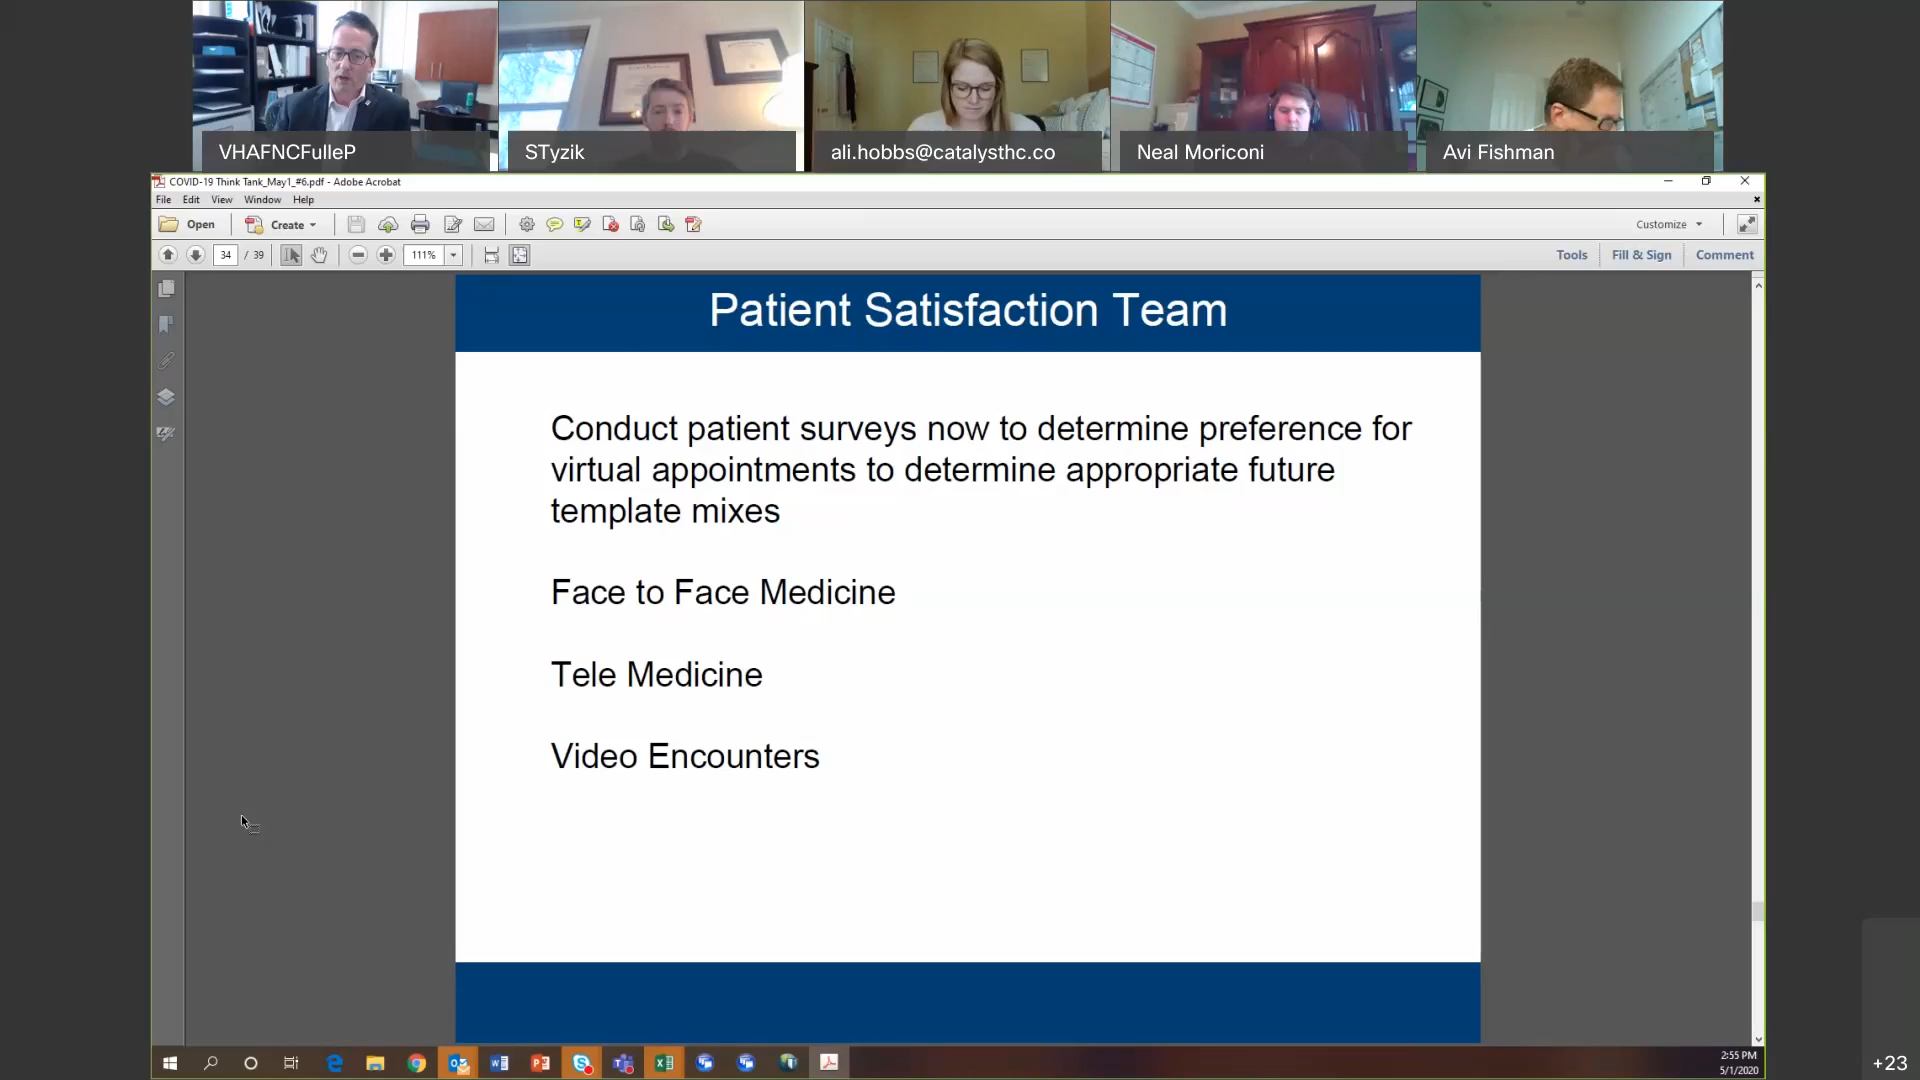 VHAFNCFulleP
STyzik
ali.hobbs@catalysthc.co
Neal Moriconi
Avi Fishman
COVID-19 Think Tank_May1_#6.pdf - Adobe Acrobat
File Edit View Window Help
Open Create Customize
34 / 39 111% Tools Fill & Sign Comment
Patient Satisfaction Team
Conduct patient surveys now to determine preference for
virtual appointments to determine appropriate future
template mixes
Face to Face Medicine
Tele Medicine
Video Encounters
2:55 PM
5/1/2020
+23